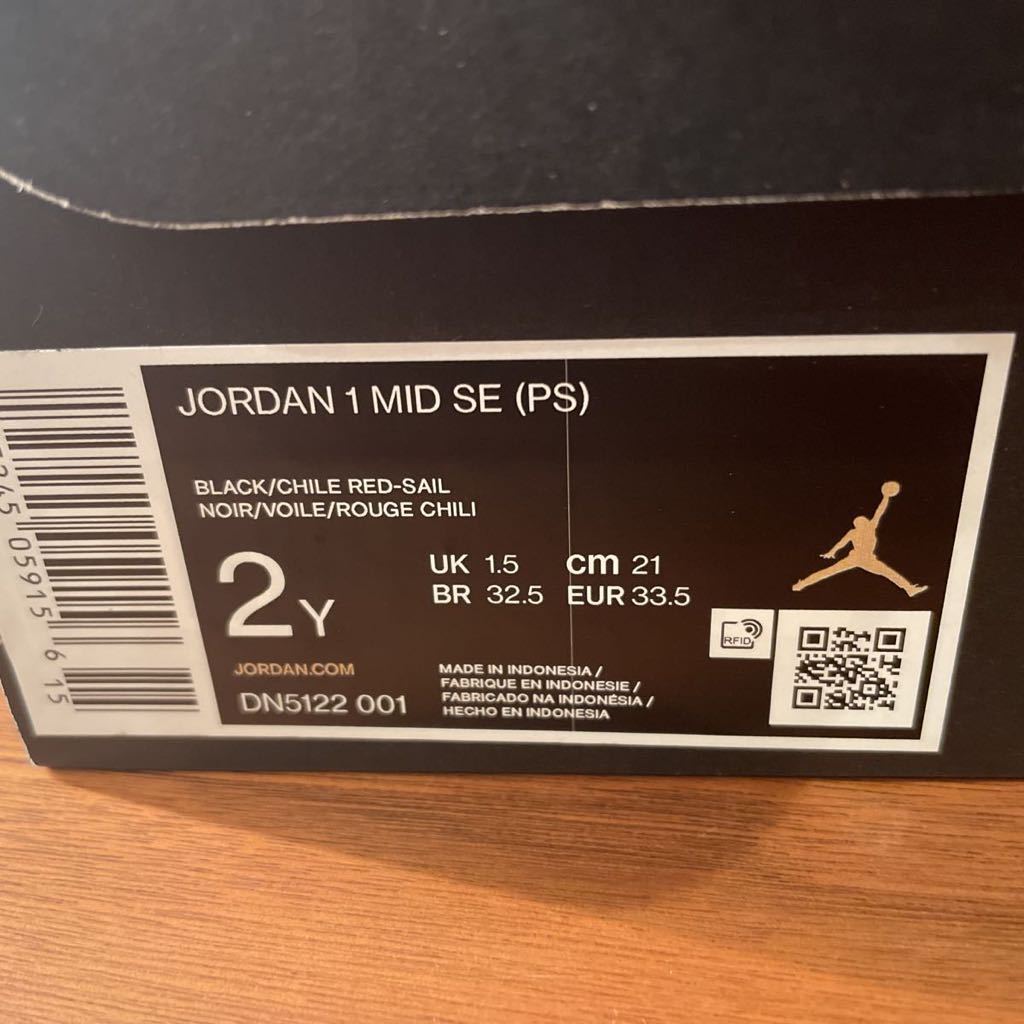 JORDAN 1 MID SE (PS)
BLACK/CHILE RED-SAIL
NOIR/VOILE/ROUGE CHILI
2Y
UK 1.5 cm 21
BR 32.5 EUR 33.5
RFID
JORDAN.COM
DN5122 001
MADE IN INDONESIA /
FABRIQUE EN INDONESIE /
FABRICADO NA INDONÉSIA /
HECHO EN INDONESIA
05915 6 15